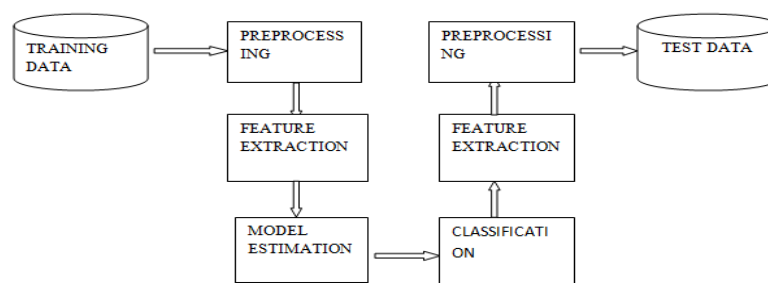 TRAINING
DATA
PREPROCESS
ING
PREPROCESSI
NG
TEST DATA
FEATURE
EXTRACTION
FEATURE
EXTRACTION
MODEL
ESTIMATION
CLASSIFICATI
ON